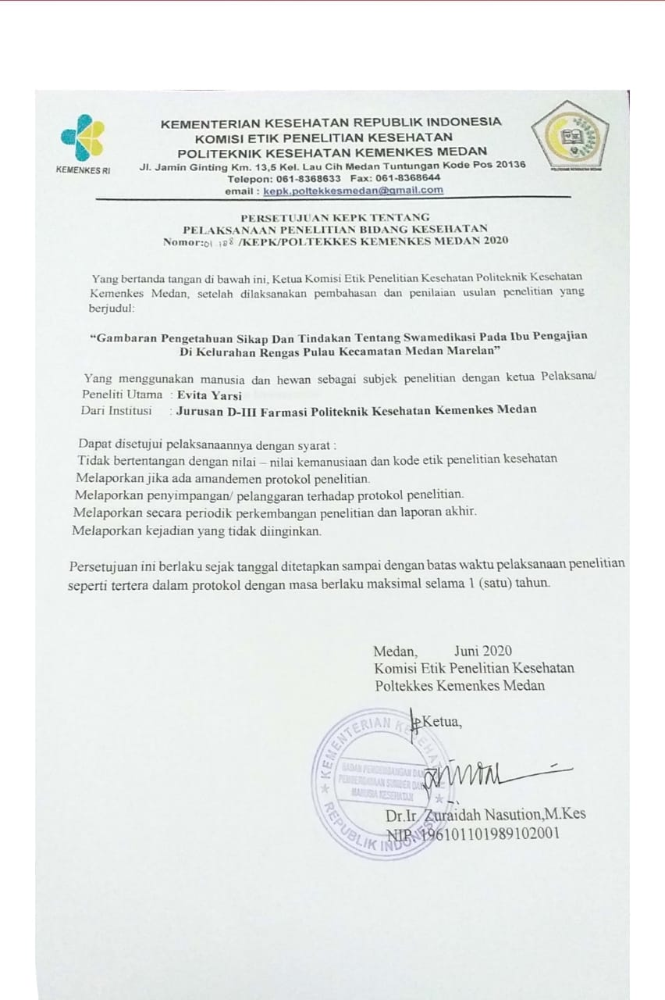 KEMENTERIAN KESEHATAN REPUBLIK INDONESIA
KOMISI ETIK PENELITIAN KESEHATAN
POLITEKNIK KESEHATAN KEMENKES MEDAN
Jl. Jamin Ginting Km. 13,5 Kel. Lau Cih Medan Tuntungan Kode Pos 20136
Telepon: 061-8368633 Fax: 061-8368644
email : kepk.poltekkesmedan@gmail.com
KEMENKES RI
POLITEKNIK KESEHATAN MEDAN
PERSETUJUAN KEPK TENTANG
PELAKSANAAN PENELITIAN BIDANG KESEHATAN
Nomor: /KEPK/POLTEKKES KEMENKES MEDAN 2020
Yang bertanda tangan di bawah ini, Ketua Komisi Etik Penelitian Kesehatan Politeknik Kesehatan
Kemenkes Medan, setelah dilaksanakan pembahasan dan penilaian usulan penelitian yang
berjudul:
“Gambaran Pengetahuan Sikap Dan Tindakan Tentang Swamedikasi Pada Ibu Pengajian
Di Kelurahan Rengas Pulau Kecamatan Medan Marelan”
Yang menggunakan manusia dan hewan sebagai subjek penelitian dengan ketua Pelaksana/
Peneliti Utama : Evita Yarsi
Dari Institusi : Jurusan D-III Farmasi Politeknik Kesehatan Kemenkes Medan
Dapat disetujui pelaksanaannya dengan syarat :
Tidak bertentangan dengan nilai – nilai kemanusiaan dan kode etik penelitian kesehatan
Melaporkan jika ada amandemen protokol penelitian.
Melaporkan penyimpangan/ pelanggaran terhadap protokol penelitian.
Melaporkan secara periodik perkembangan penelitian dan laporan akhir.
Melaporkan kejadian yang tidak diinginkan.
Persetujuan ini berlaku sejak tanggal ditetapkan sampai dengan batas waktu pelaksanaan penelitian
seperti tertera dalam protokol dengan masa berlaku maksimal selama 1 (satu) tahun.
Medan, Juni 2020
Komisi Etik Penelitian Kesehatan
Poltekkes Kemenkes Medan
Ketua,
KEMENTERIAN KESEHATAN
BADAN PENGEMBANGAN DAN
PEMBERDAYAAN SUMBER DAYA
MANUSIA KESEHATAN
REPUBLIK INDONESIA
Dr.Ir. Zuraidah Nasution,M.Kes
NIP. 196101101989102001